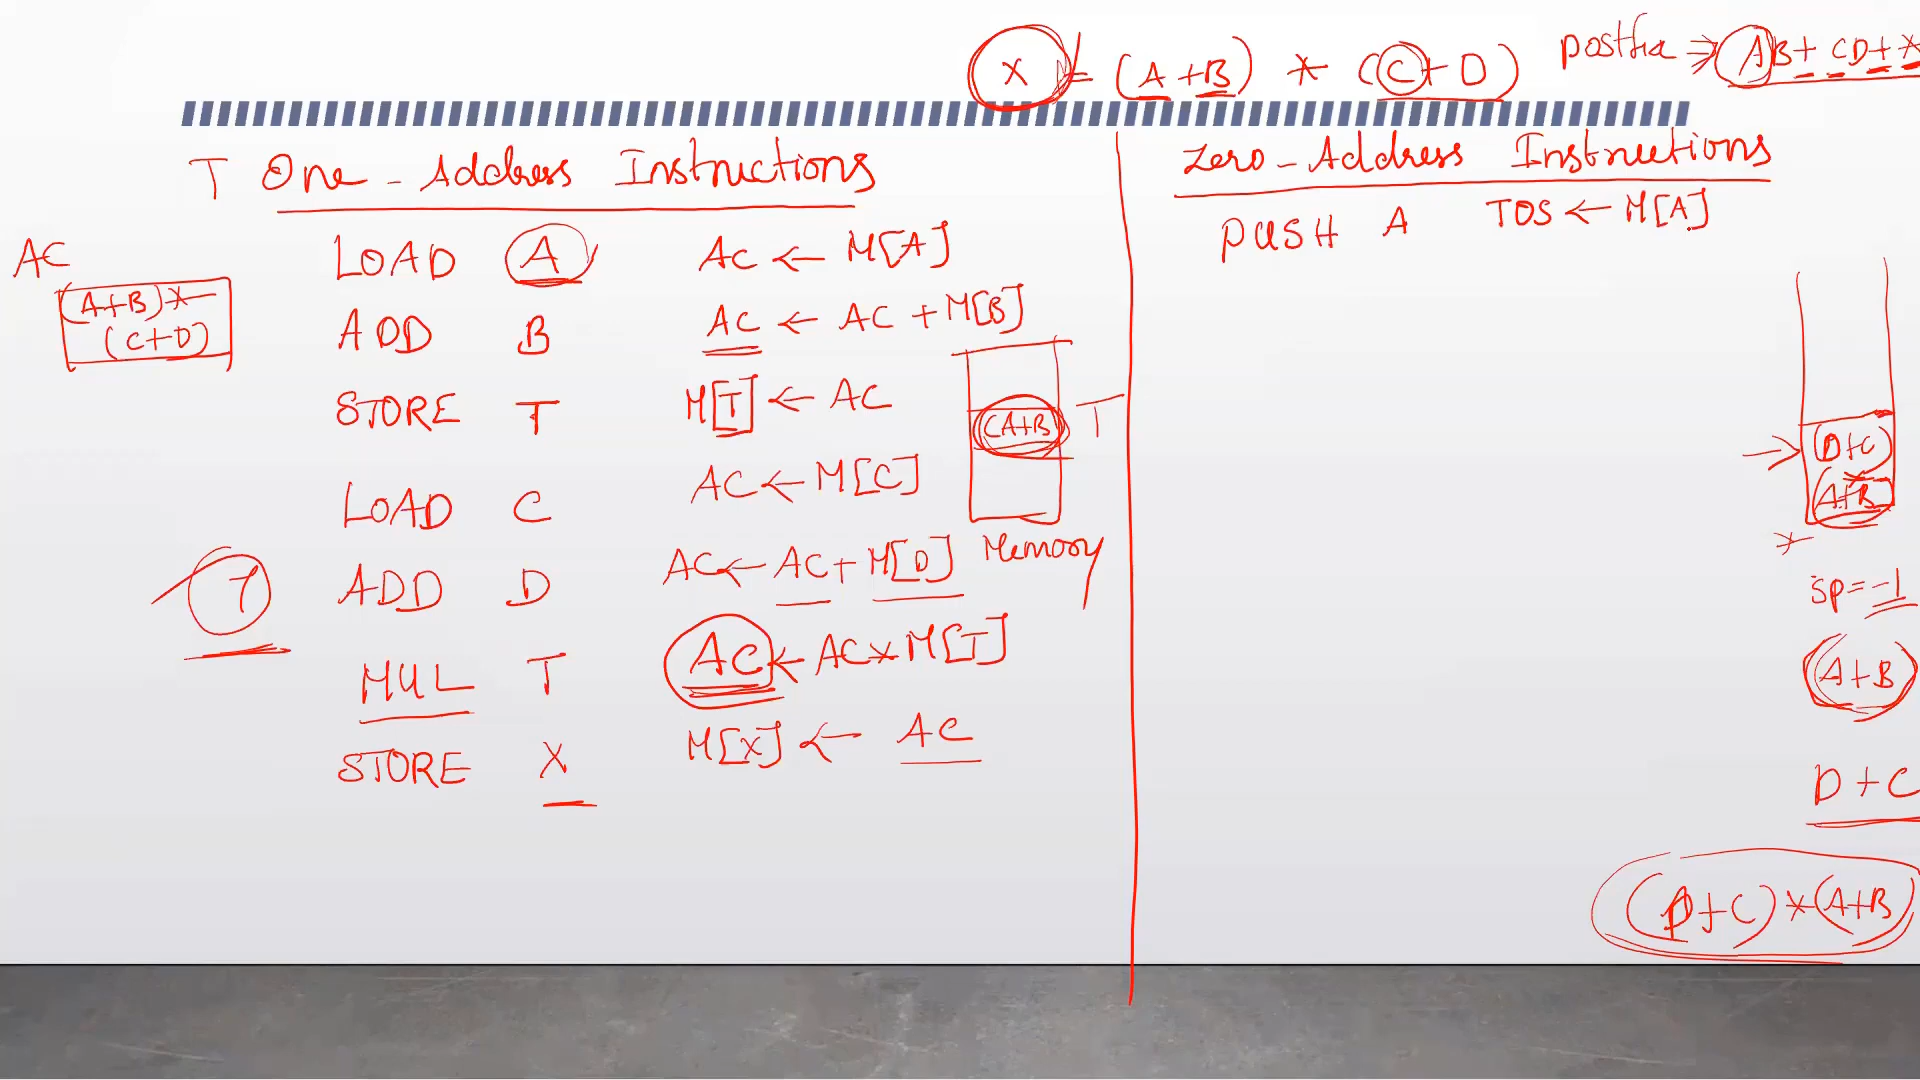 X = (A+B) * (C+D) postfix ⇒ AB+ CD+ *
T One-Address Instructions
AC
(A+B)*
(C+D)
LOAD A AC ← M[A]
ADD B AC ← AC + M[B]
STORE T M[T] ← AC
LOAD C AC ← M[C]
ADD D AC ← AC + M[D]
MUL T AC ← AC * M[T]
STORE X M[X] ← AC
7
(A+B T
Memory
Zero-Address Instructions
PUSH A TOS ← M[A]
(D+C)
*
A+B
*
SP = -1
(A+B)
D+C
(D+C) * (A+B)